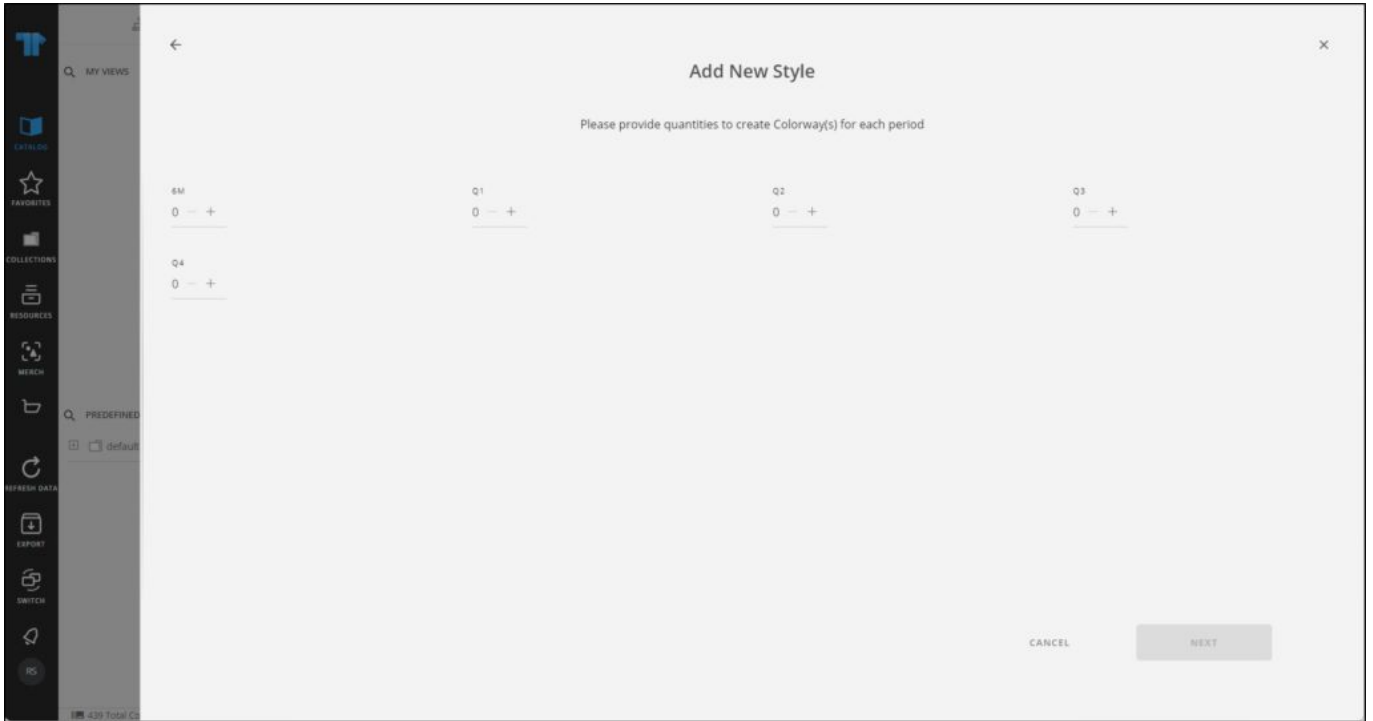 MY VIEWS
Add New Style
Please provide quantities to create Colorway(s) for each period
CATALOG
FAVORITES
COLLECTIONS
RESOURCES
MERCH
REFRESH DATA
EXPORT
SWITCH
RS
6M
Q1
Q2
Q3
0 − +
0 − +
0 − +
0 − +
Q4
0 − +
PREDEFINED
default
CANCEL
NEXT
439 Total Co